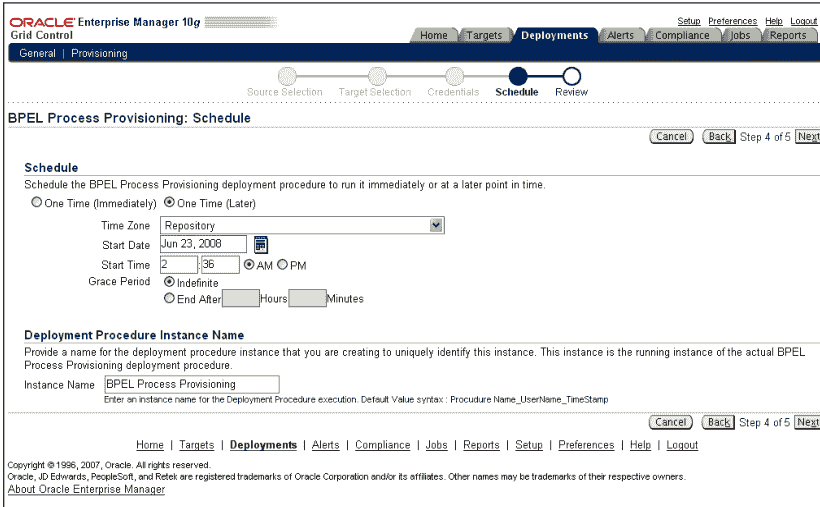 ORACLE Enterprise Manager 10g
Grid Control
Setup Preferences Help Logout
Home Targets Deployments Alerts Compliance Jobs Reports
General | Provisioning
Source Selection Target Selection Credentials Schedule Review
BPEL Process Provisioning: Schedule
Cancel Back Step 4 of 5 Next
Schedule
Schedule the BPEL Process Provisioning deployment procedure to run it immediately or at a later point in time.
One Time (Immediately) One Time (Later)
Time Zone Repository
Start Date Jun 23, 2008
Start Time 2 :36 AM PM
Grace Period Indefinite
End After Hours Minutes
Deployment Procedure Instance Name
Provide a name for the deployment procedure instance that you are creating to uniquely identify this instance. This instance is the running instance of the actual BPEL
Process Provisioning deployment procedure.
Instance Name BPEL Process Provisioning
Enter an instance name for the Deployment Procedure execution. Default Value syntax : Procudure Name_UserName_TimeStamp
Cancel Back Step 4 of 5 Next
Home | Targets | Deployments | Alerts | Compliance | Jobs | Reports | Setup | Preferences | Help | Logout
Copyright © 1996, 2007, Oracle. All rights reserved.
Oracle, JD Edwards, PeopleSoft, and Retek are registered trademarks of Oracle Corporation and/or its affiliates. Other names may be trademarks of their respective owners.
About Oracle Enterprise Manager